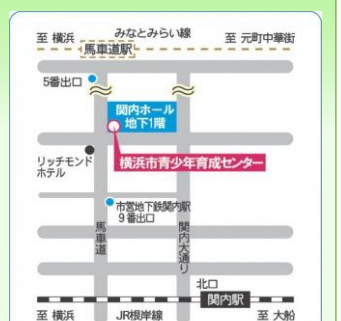 みなとみらい線
至 横浜
至 元町中華街
馬車道駅
5番出口
関内ホール
地下1階
リッチモンド
ホテル
横浜市青少年育成センター
市営地下鉄関内駅
9番出口
馬車道
関内大通り
北口
関内駅
至 横浜
JR根岸線
至 大船